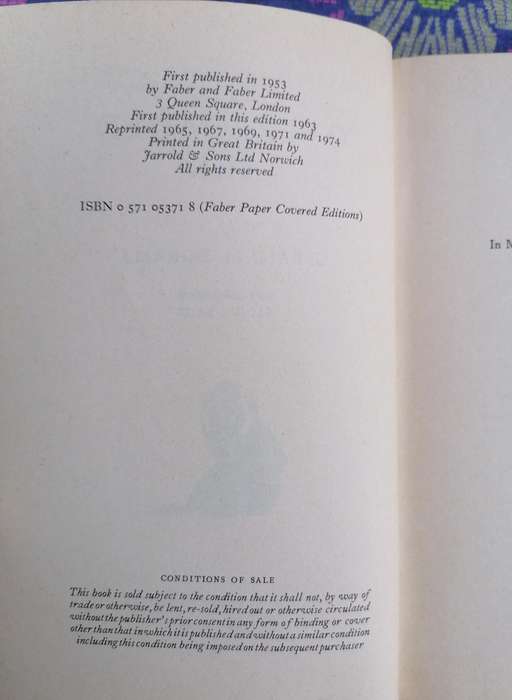 First published in 1953
by Faber and Faber Limited
3 Queen Square, London
First published in this edition 1963
Reprinted 1965, 1967, 1969, 1971 and 1974
Printed in Great Britain by
Jarrold & Sons Ltd Norwich
All rights reserved
ISBN 0 571 05371 8 (Faber Paper Covered Editions)
In
CONDITIONS OF SALE
This book is sold subject to the condition that it shall not, by way of
trade or otherwise, be lent, re-sold, hired out or otherwise circulated
without the publisher's prior consent in any form of binding or cover
other than that in which it is published and without a similar condition
including this condition being imposed on the subsequent purchaser